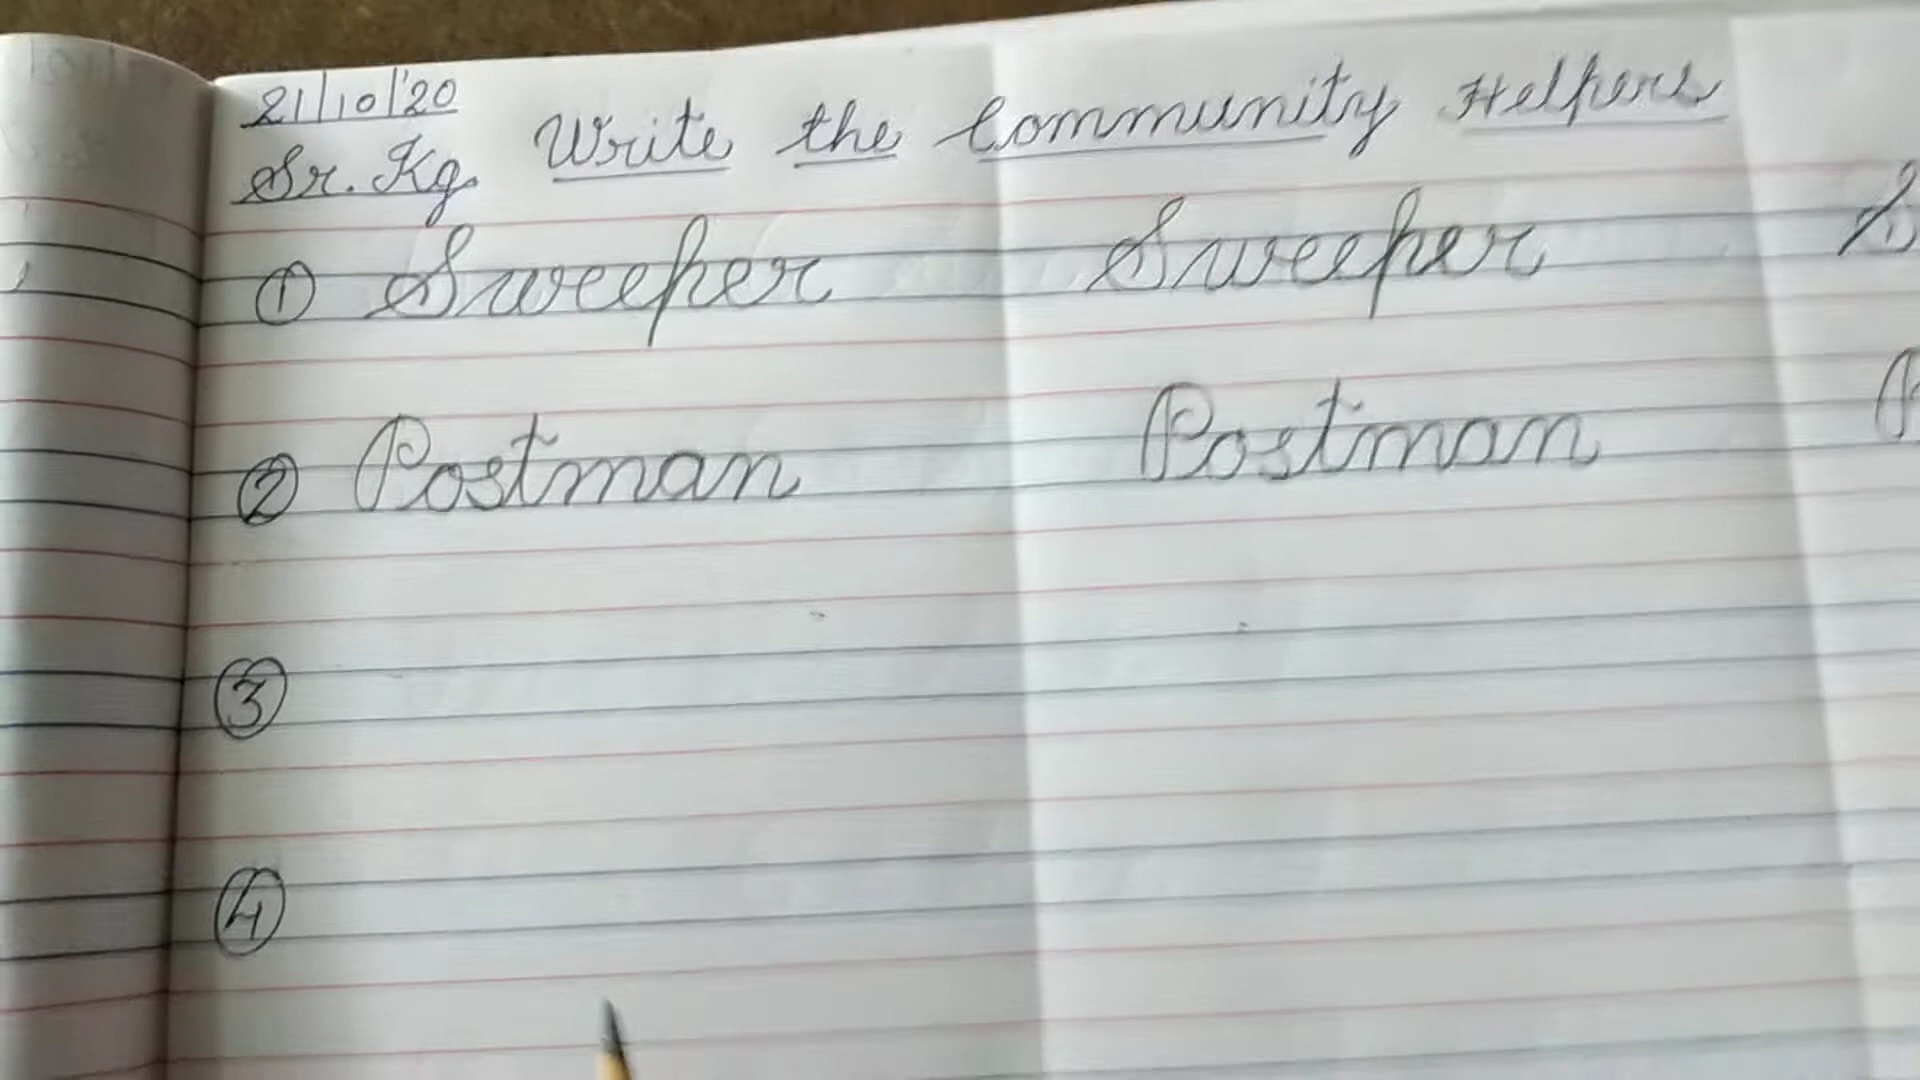 21/10/'20
Sr. Kg. Write the Community Helpers
① Sweeper Sweeper
② Postman Postman
③
④